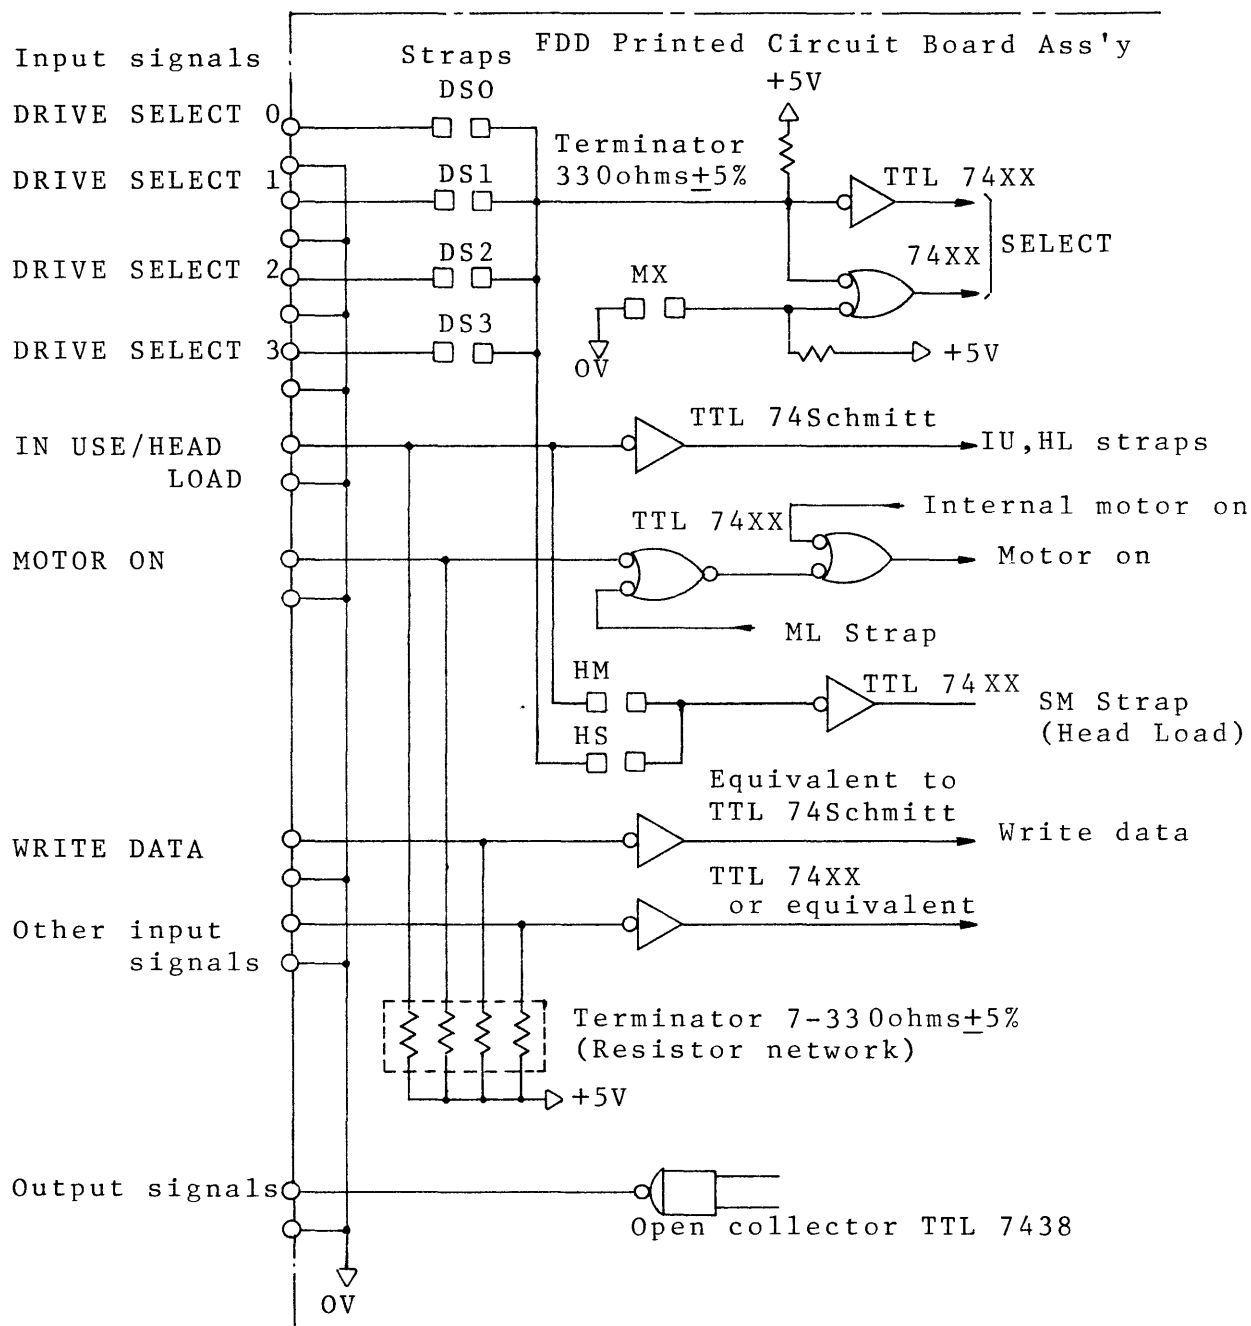 FDD Printed Circuit Board Ass'y
Input signals
Straps
+5V
DS0
DRIVE SELECT 0
Terminator
330ohms±5%
DS1
DRIVE SELECT 1
TTL 74XX
SELECT
DS2
DRIVE SELECT 2
74XX
MX
DS3
DRIVE SELECT 3
0V
+5V
TTL 74Schmitt
IN USE/HEAD
LOAD
IU,HL straps
Internal motor on
TTL 74XX
MOTOR ON
Motor on
ML Strap
HM
TTL 74XX
SM Strap
(Head Load)
HS
Equivalent to
TTL 74Schmitt
WRITE DATA
Write data
TTL 74XX
or equivalent
Other input
signals
Terminator 7-330ohms±5%
(Resistor network)
+5V
Output signals
Open collector TTL 7438
0V